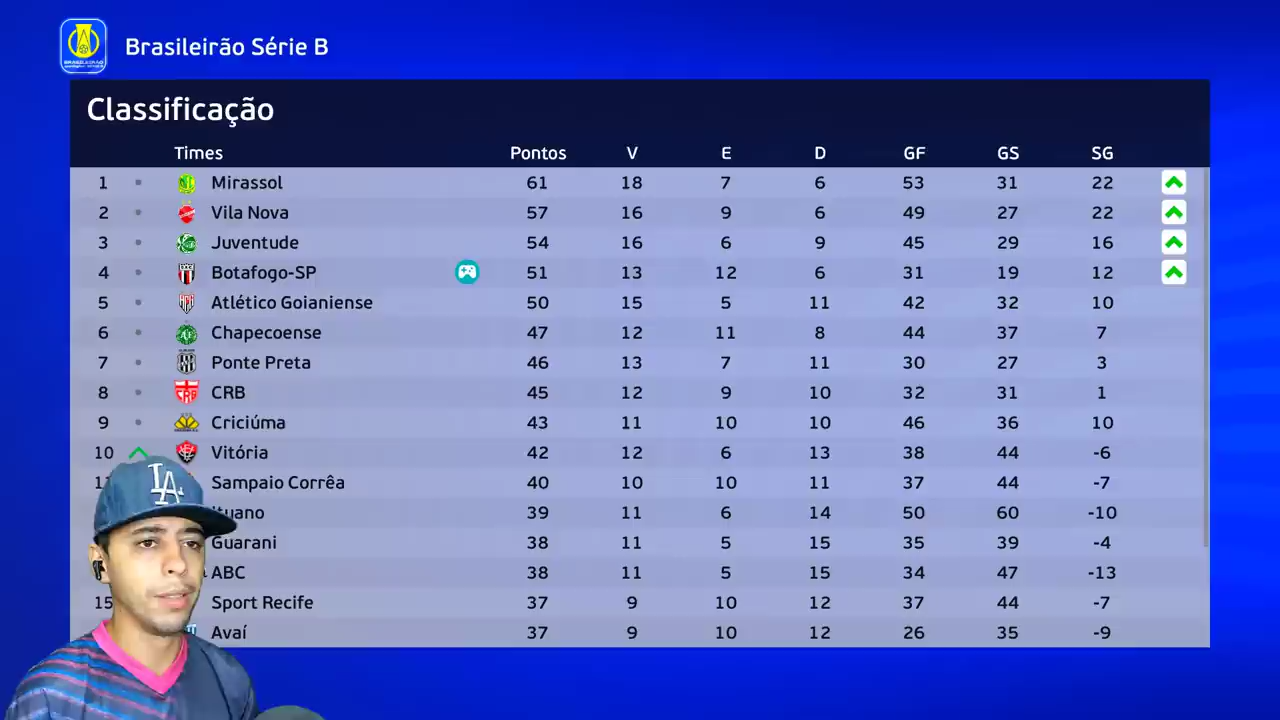 Brasileirão Série B
Classificação
Times Pontos V E D GF GS SG
1 Mirassol 61 18 7 6 53 31 22
2 Vila Nova 57 16 9 6 49 27 22
3 Juventude 54 16 6 9 45 29 16
4 Botafogo-SP 51 13 12 6 31 19 12
5 Atlético Goianiense 50 15 5 11 42 32 10
6 Chapecoense 47 12 11 8 44 37 7
7 Ponte Preta 46 13 7 11 30 27 3
8 CRB 45 12 9 10 32 31 1
9 Criciúma 43 11 10 10 46 36 10
10 Vitória 42 12 6 13 38 44 -6
Sampaio Corrêa 40 10 10 11 37 44 -7
tuano 39 11 6 14 50 60 -10
Guarani 38 11 5 15 35 39 -4
ABC 38 11 5 15 34 47 -13
15 Sport Recife 37 9 10 12 37 44 -7
Avaí 37 9 10 12 26 35 -9
LA